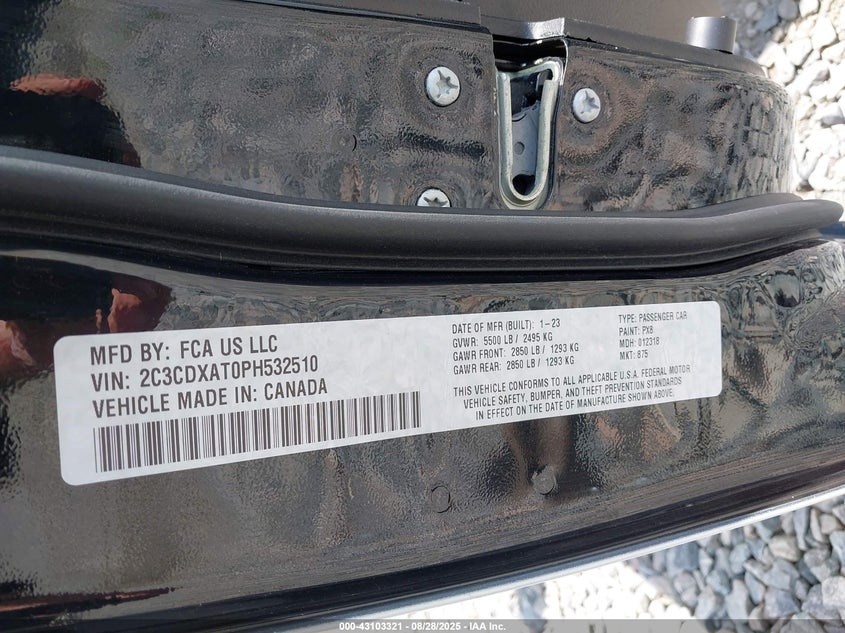 MFD BY: FCA US LLC
VIN: 2C3CDXAT0PH532510
VEHICLE MADE IN: CANADA
DATE OF MFR (BUILT): 1-23
GVWR: 5500 LB / 2495 KG
GAWR FRONT: 2850 LB / 1293 KG
GAWR REAR: 2850 LB / 1293 KG
TYPE: PASSENGER CAR
PAINT: PX8
MDH: 012318
MKT: 875
THIS VEHICLE CONFORMS TO ALL APPLICABLE U.S. FEDERAL MOTOR
VEHICLE SAFETY, BUMPER, AND THEFT PREVENTION STANDARDS
IN EFFECT ON THE DATE OF MANUFACTURE SHOWN ABOVE.
000-43103321 - 08/28/2025 - IAA Inc.